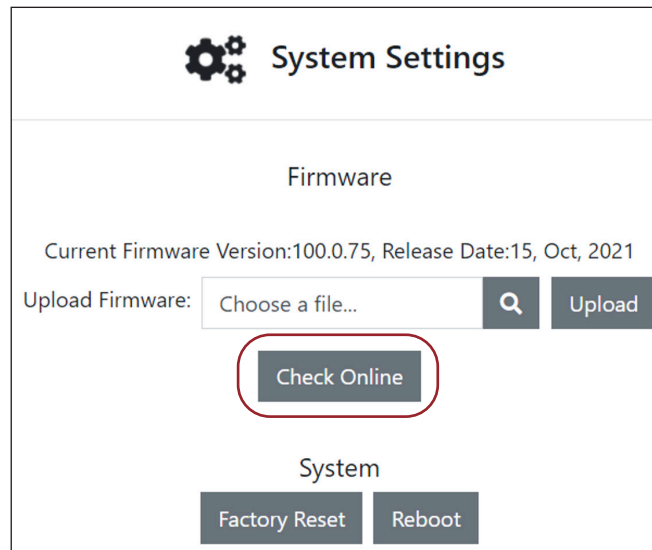 System Settings
Firmware
Current Firmware Version:100.0.75, Release Date:15, Oct, 2021
Upload Firmware: Choose a file... Upload
Check Online
System
Factory Reset Reboot